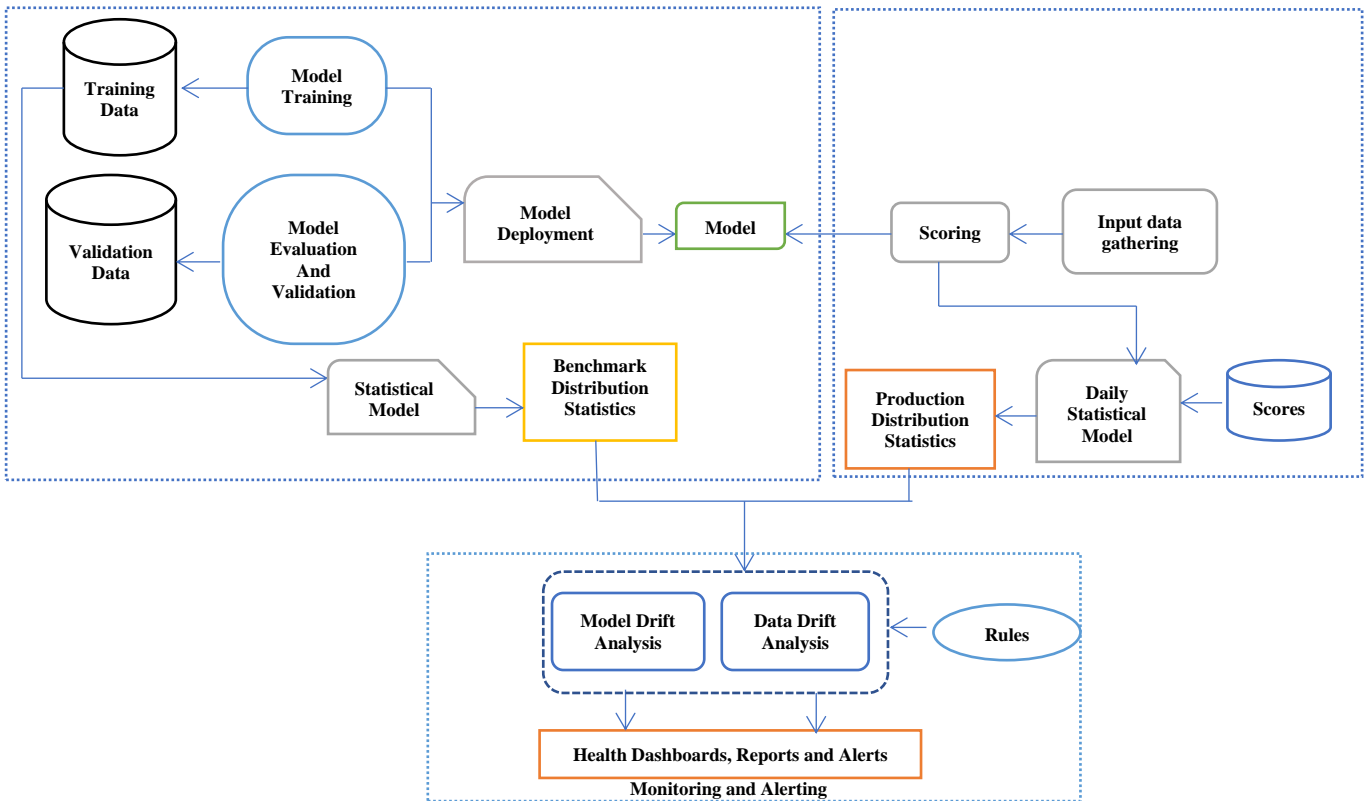 Training
Data
Model
Training
Validation
Data
Model
Evaluation
And
Validation
Model
Deployment
Model
Statistical
Model
Benchmark
Distribution
Statistics
Scoring
Input data
gathering
Production
Distribution
Statistics
Daily
Statistical
Model
Scores
Model Drift
Analysis
Data Drift
Analysis
Rules
Health Dashboards, Reports and Alerts
Monitoring and Alerting